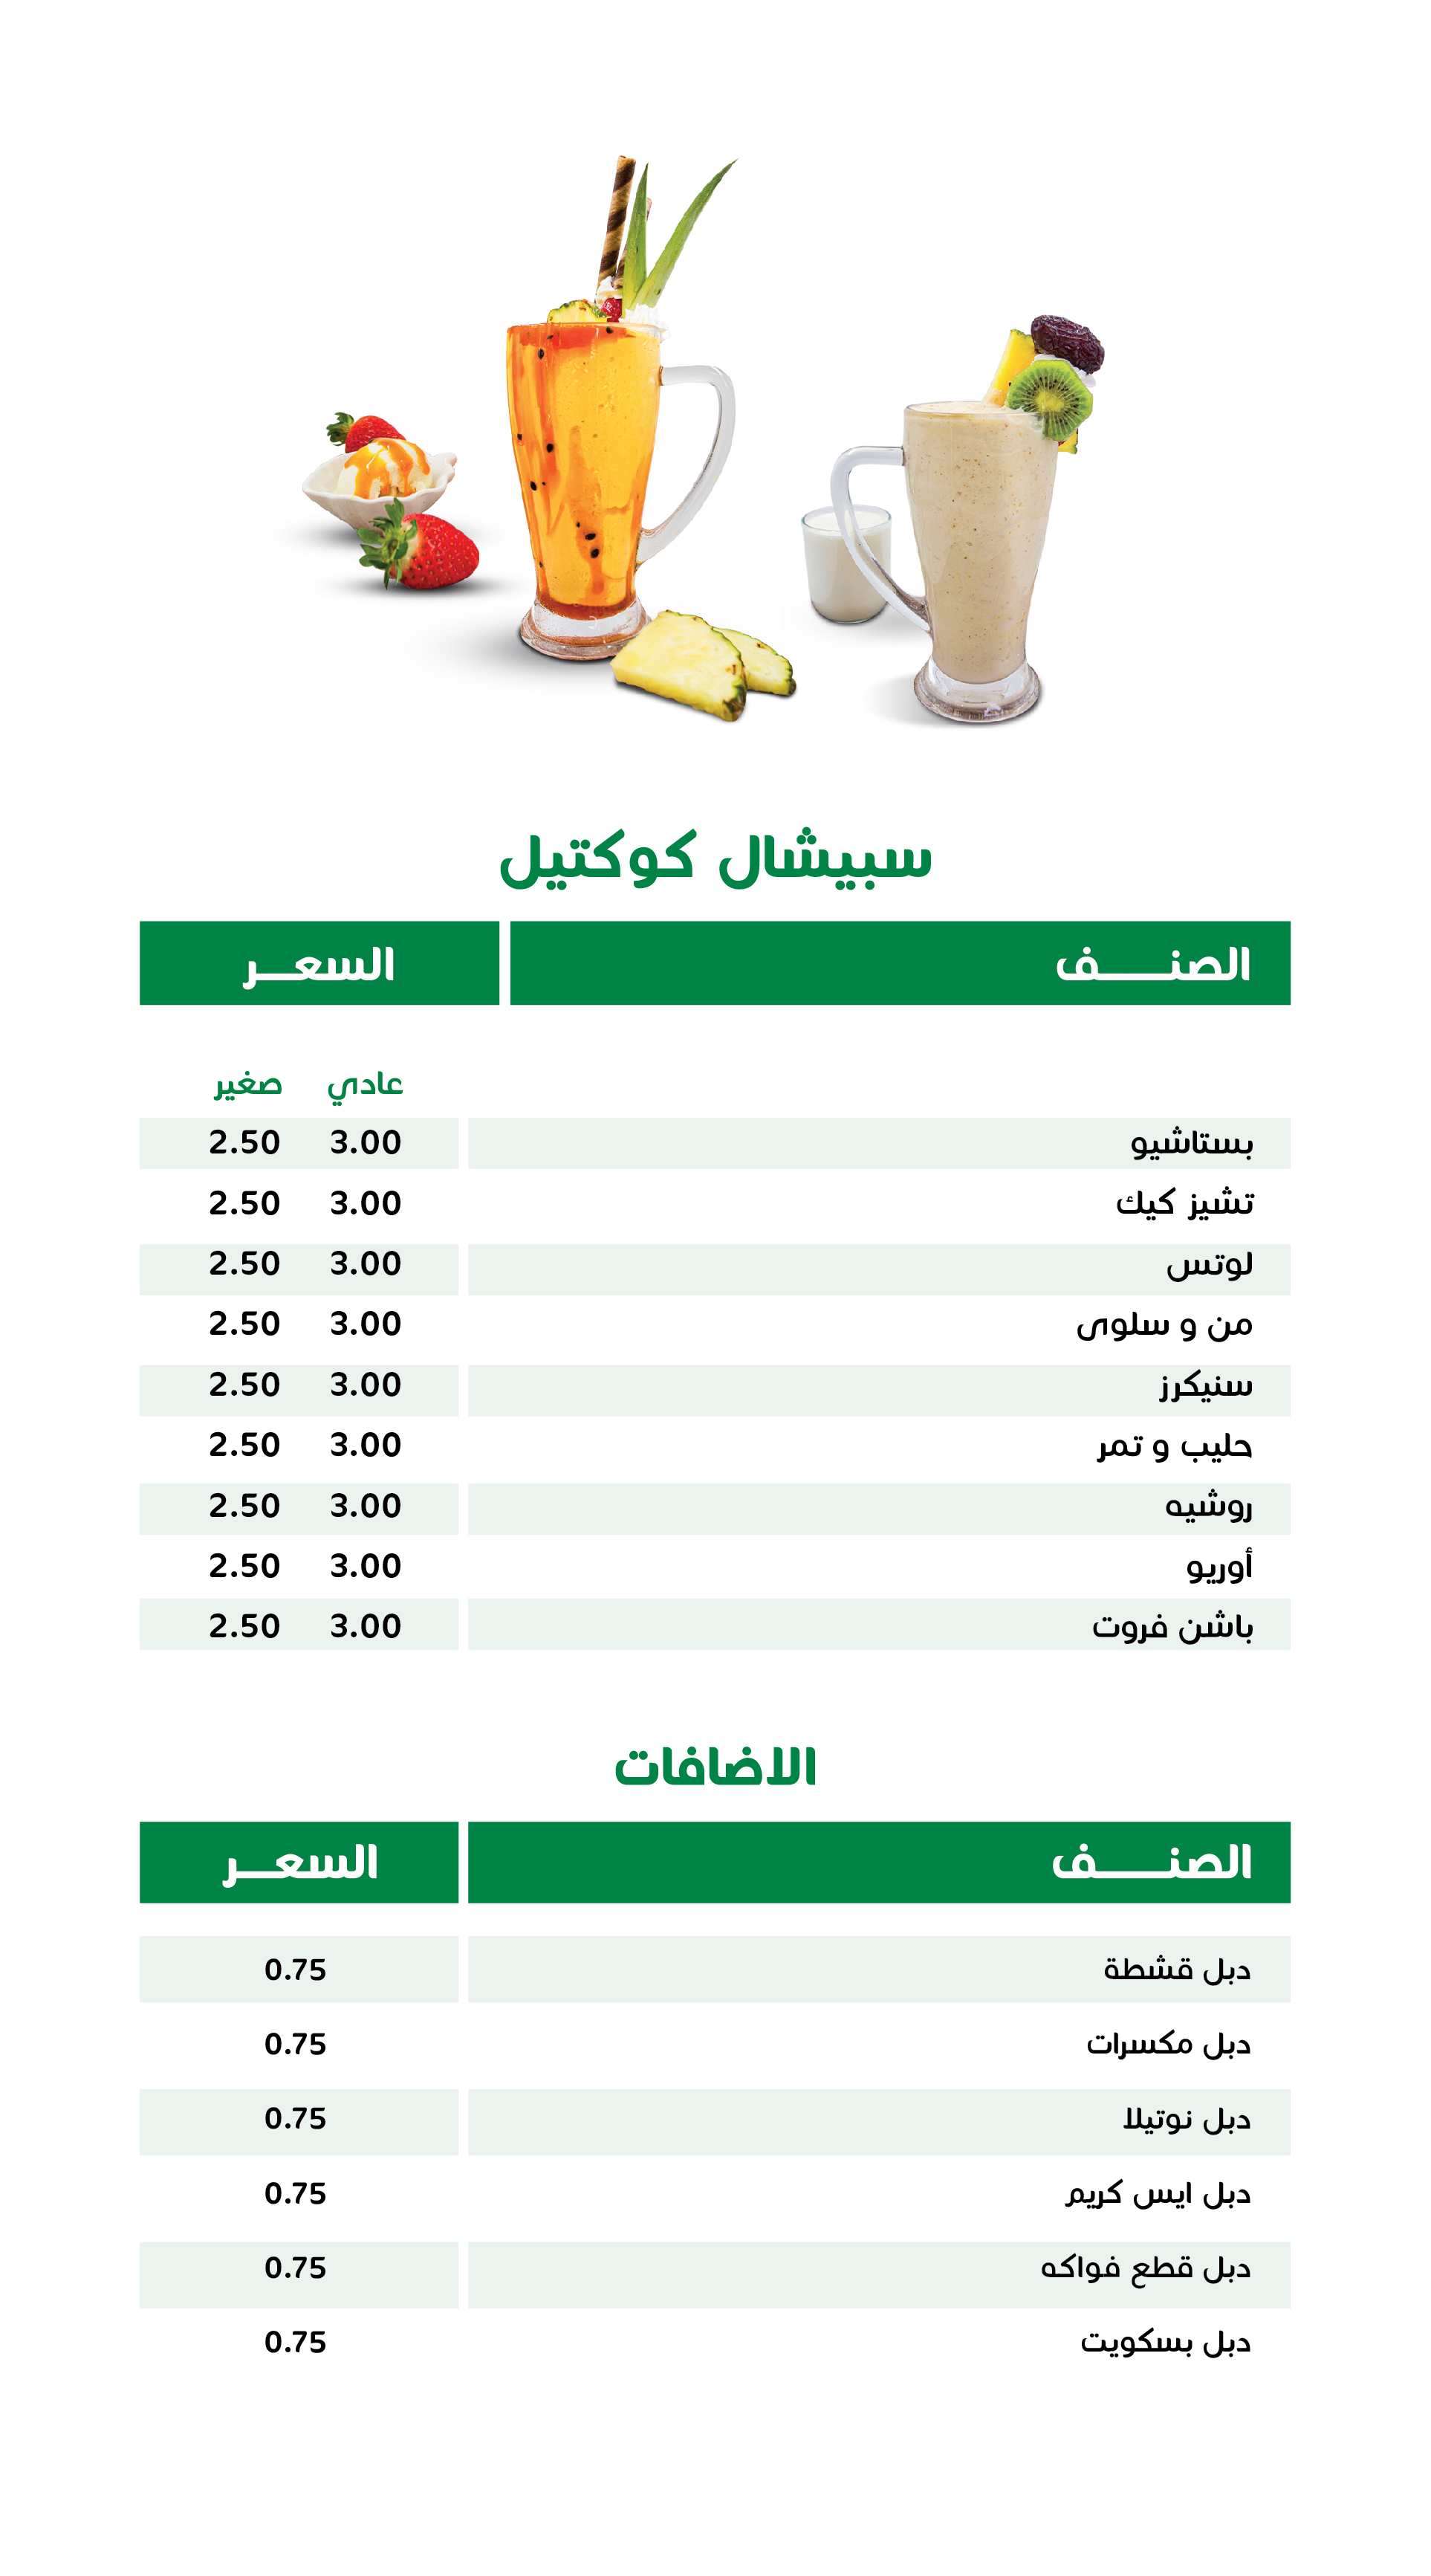 سبيشال كوكتيل
الصنـــف السعـــر
عادي صغير
بستاشيو 3.00 2.50
تشيز كيك 3.00 2.50
لوتس 3.00 2.50
من و سلوى 3.00 2.50
سنيكرز 3.00 2.50
حليب و تمر 3.00 2.50
روشيه 3.00 2.50
أوريو 3.00 2.50
باشن فروت 3.00 2.50
الاضافات
الصنـــف السعـــر
دبل قشطة 0.75
دبل مكسرات 0.75
دبل نوتيلا 0.75
دبل ايس كريم 0.75
دبل قطع فواكه 0.75
دبل بسكويت 0.75